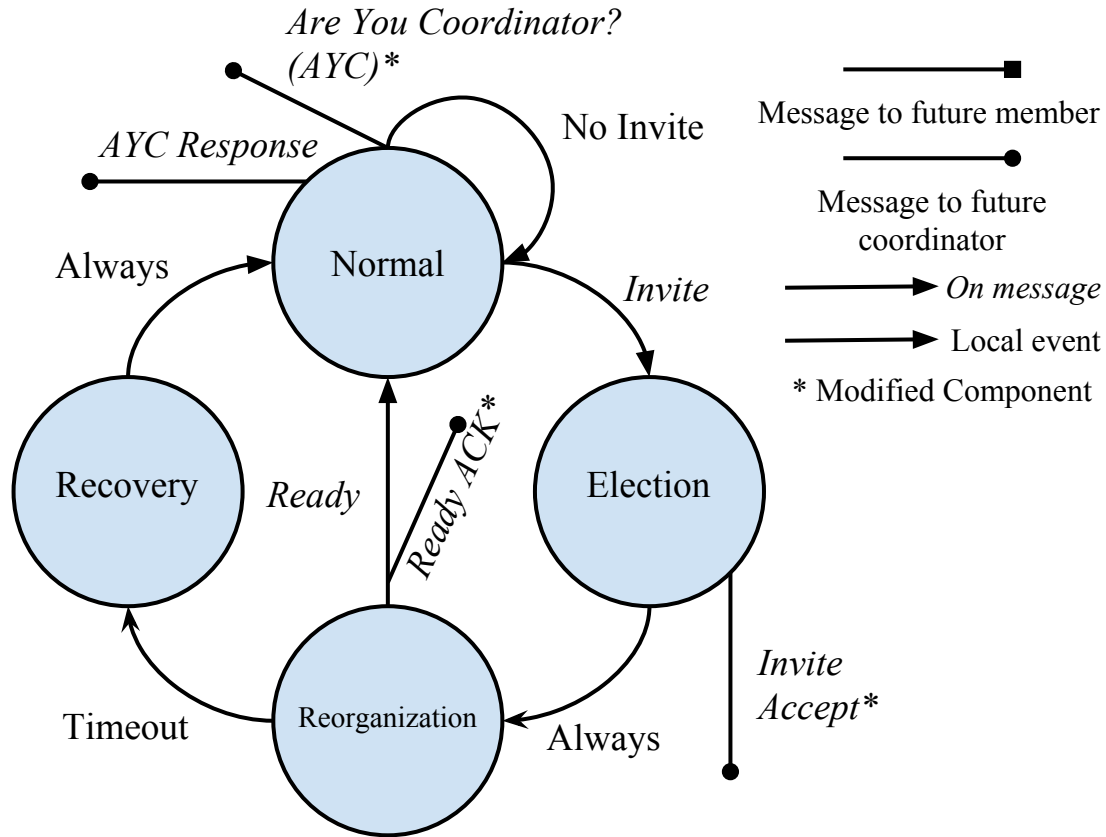 Are You Coordinator?
(AYC)*
AYC Response
No Invite
Always
Normal
Invite
Recovery
Ready
Ready ACK*
Election
Timeout
Reorganization
Always
Invite
Accept*
Message to future member
Message to future
coordinator
On message
Local event
* Modified Component